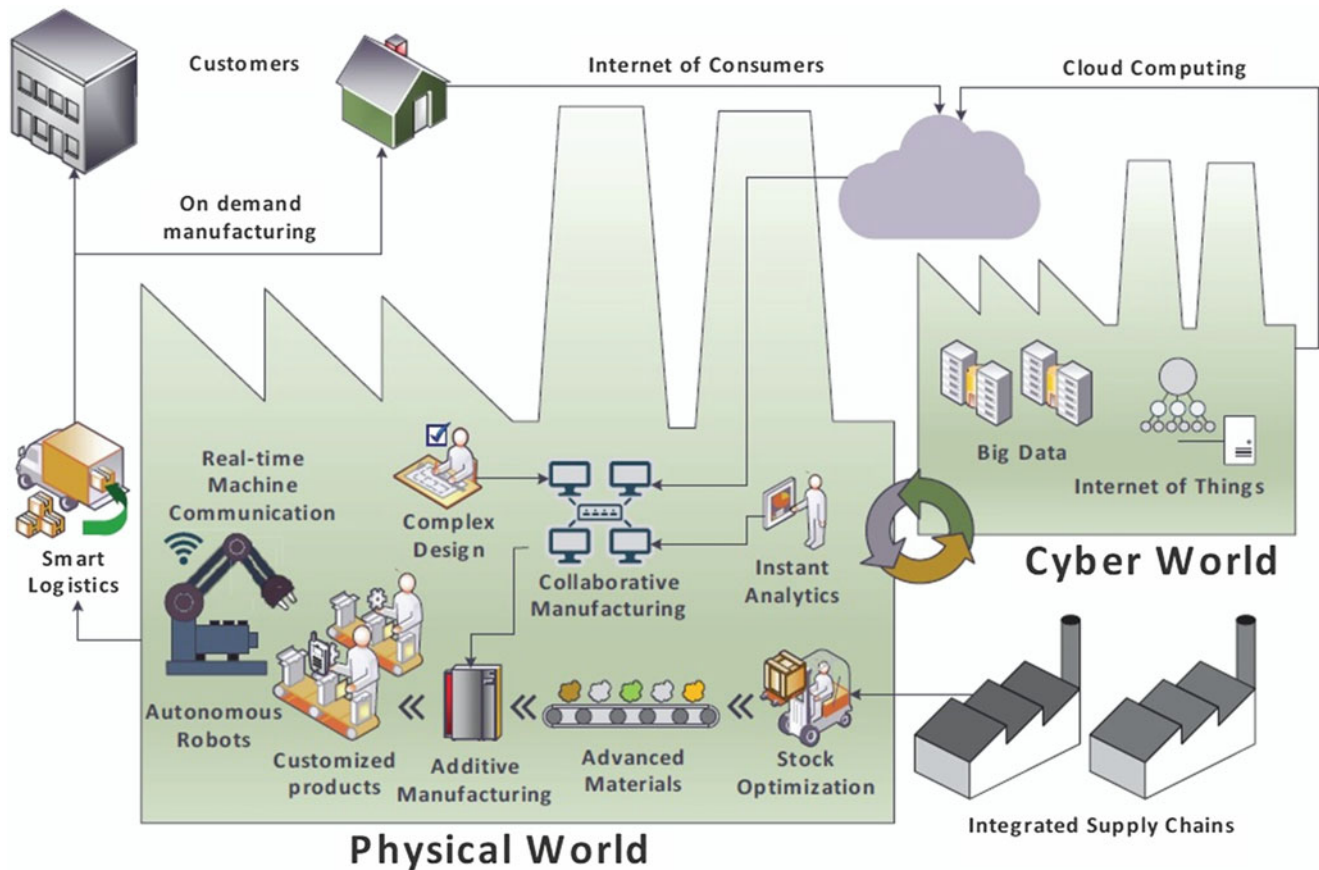 Customers
Internet of Consumers
Cloud Computing
On demand
manufacturing
Real-time
Machine
Communication
Complex
Design
Collaborative
Manufacturing
Instant
Analytics
Big Data
Internet of Things
Cyber World
Smart
Logistics
Autonomous
Robots
Customized
products
Additive
Manufacturing
Advanced
Materials
Stock
Optimization
Integrated Supply Chains
Physical World